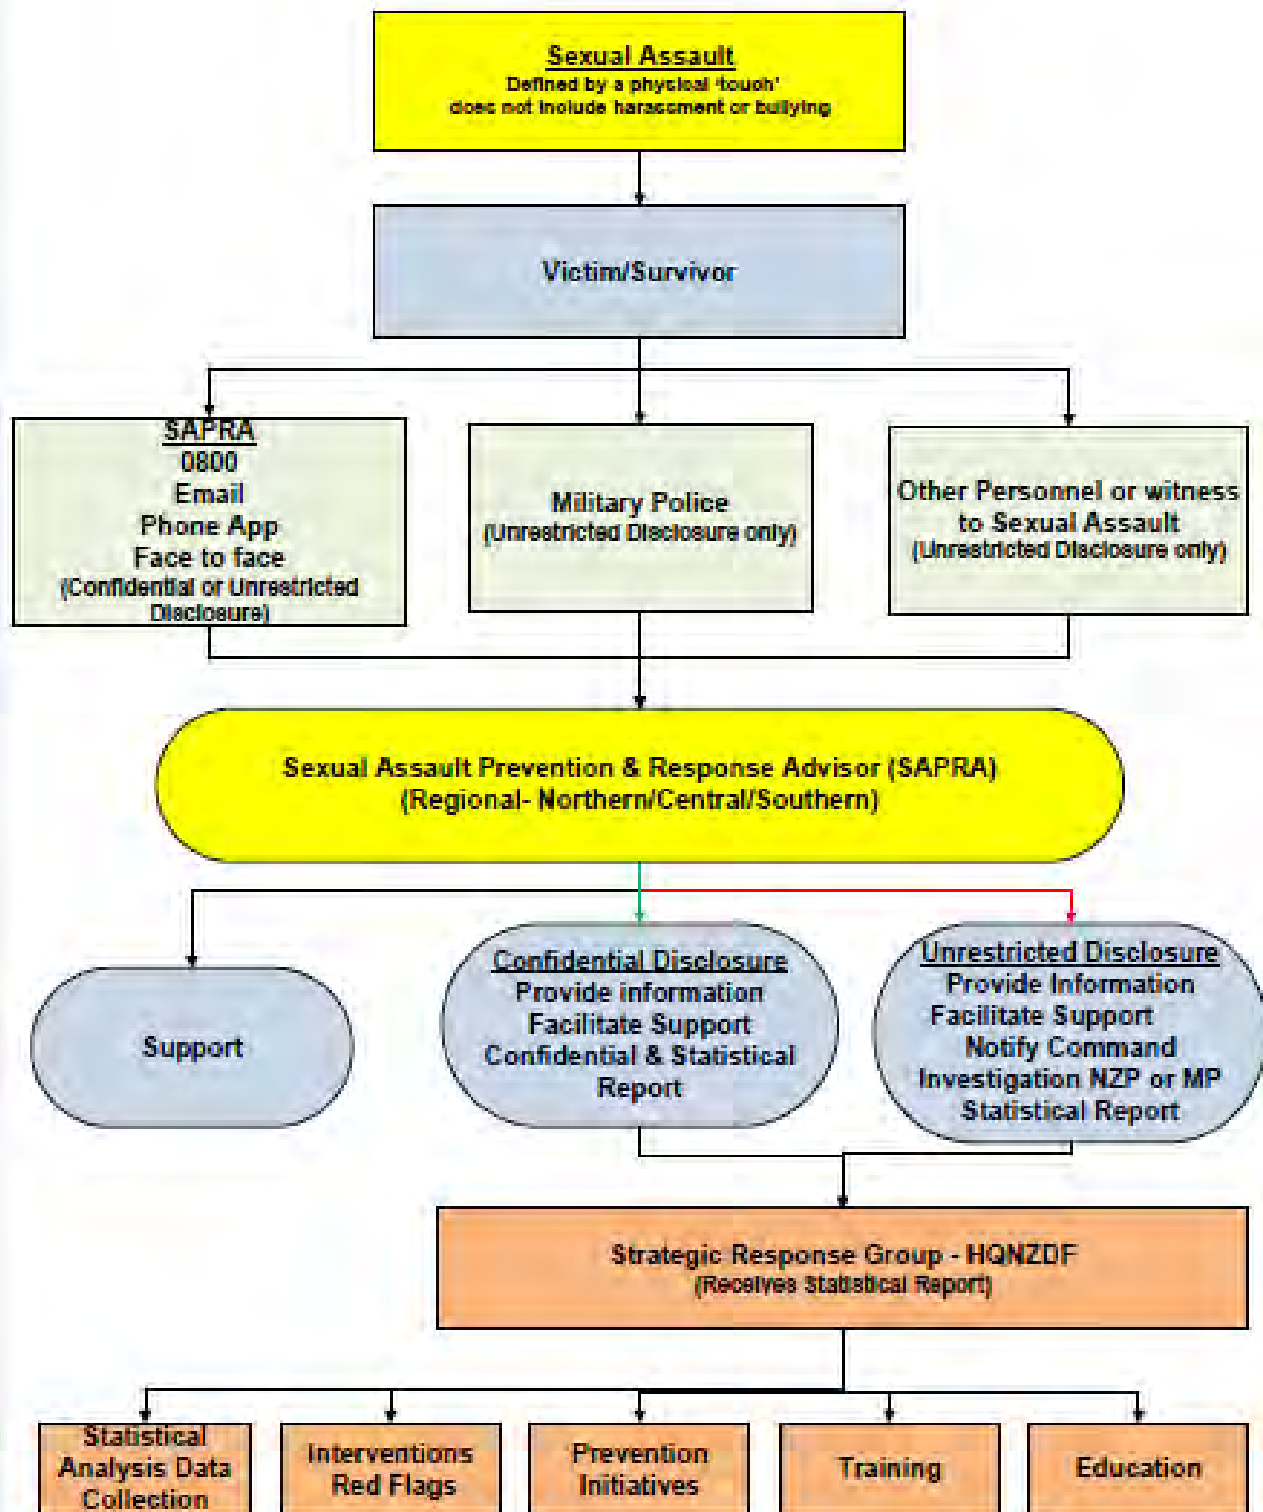 Sexual Assault
Defined by a physical 'touch'
does not include harassment or bullying
Victim/Survivor
SAPRA
0800
Email
Phone App
Face to face
(Confidential or Unrestricted
Disclosure)
Military Police
(Unrestricted Disclosure only)
Other Personnel or witness
to Sexual Assault
(Unrestricted Disclosure only)
Sexual Assault Prevention & Response Advisor (SAPRA)
(Regional- Northern/Central/Southern)
Support
Confidential Disclosure
Provide information
Facilitate Support
Confidential & Statistical
Report
Unrestricted Disclosure
Provide Information
Facilitate Support
Notify Command
Investigation NZP or MP
Statistical Report
Strategic Response Group - HQNZDF
(Receives Statistical Report)
Statistical
Analysis Data
Collection
Interventions
Red Flags
Prevention
Initiatives
Training
Education